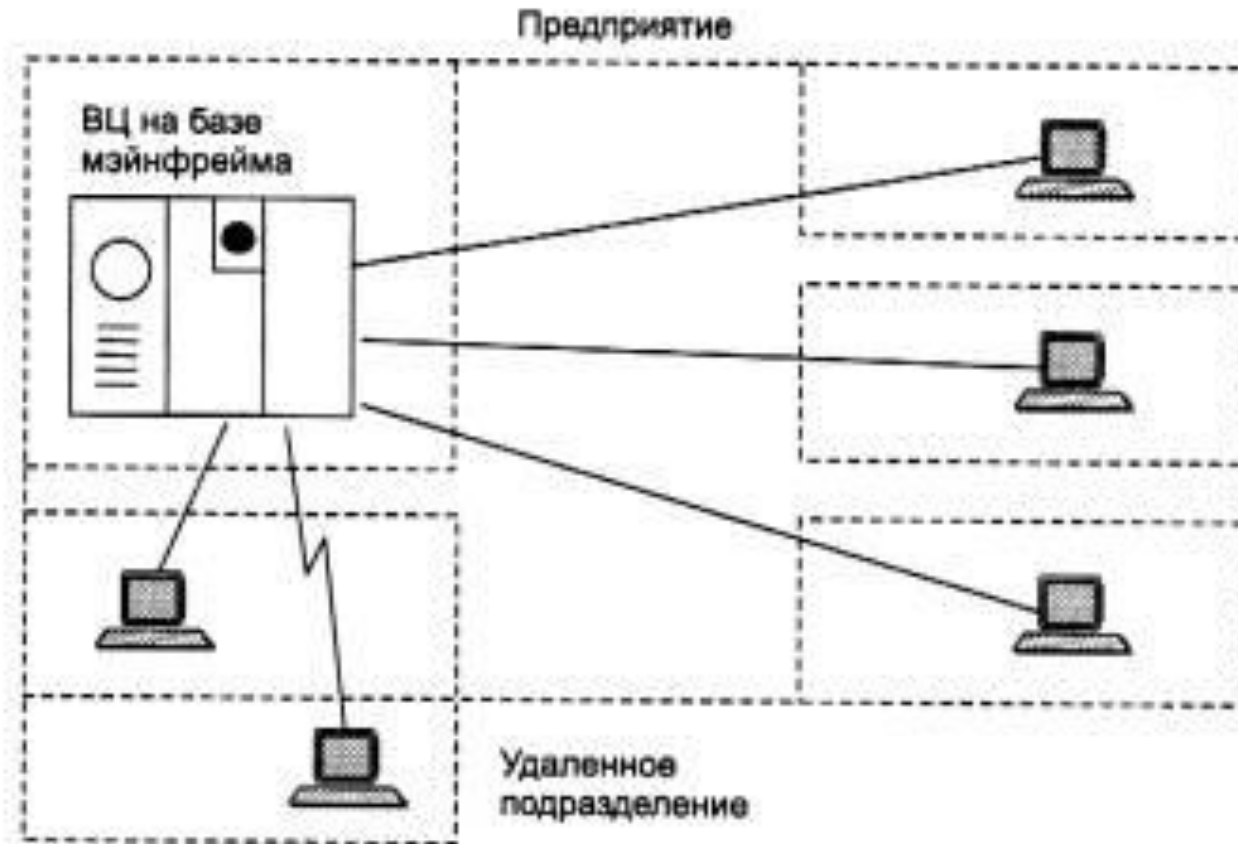 Предприятие
ВЦ на базе
мэйнфрейма
Удаленное
подразделение